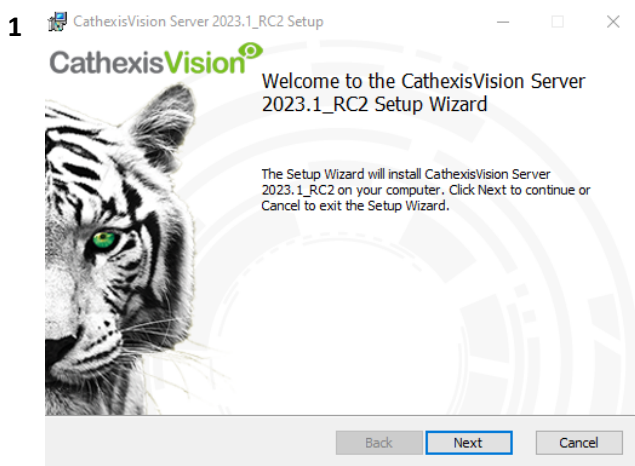 1
CathexisVision Server 2023.1_RC2 Setup
CathexisVision
Welcome to the CathexisVision Server
2023.1_RC2 Setup Wizard
The Setup Wizard will install CathexisVision Server
2023.1_RC2 on your computer. Click Next to continue or
Cancel to exit the Setup Wizard.
Back Next Cancel